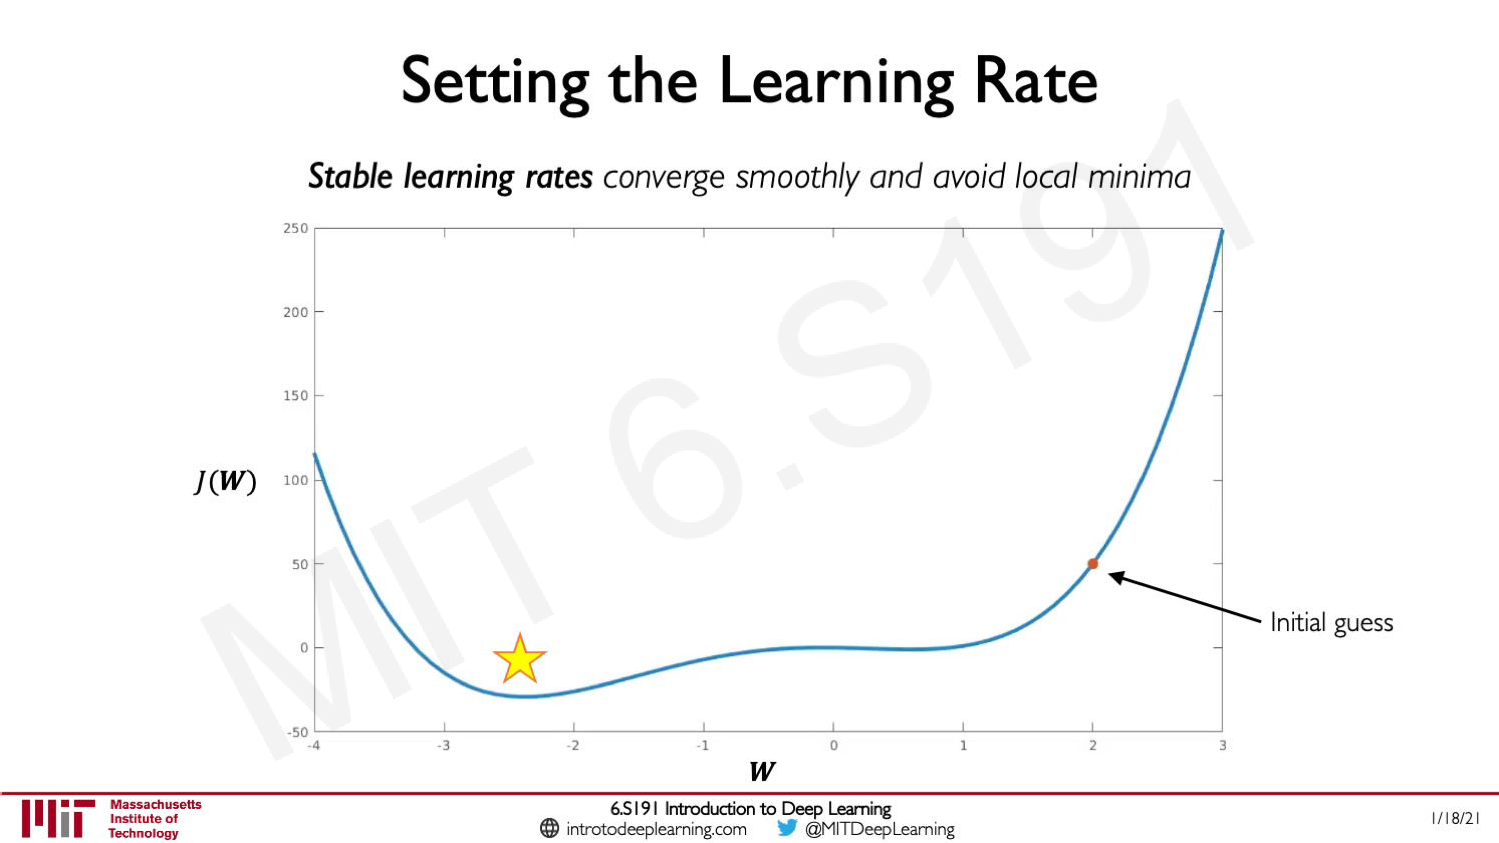 Setting the Learning Rate
Stable learning rates converge smoothly and avoid local minima
250
200
150
100
50
0
-50
J(W)
-4 -3 -2 -1 0 1 2 3
W
Initial guess
MIT 6.S191
Massachusetts
Institute of
Technology
6.S191 Introduction to Deep Learning
introtodeeplearning.com @MITDeepLearning
1/18/21